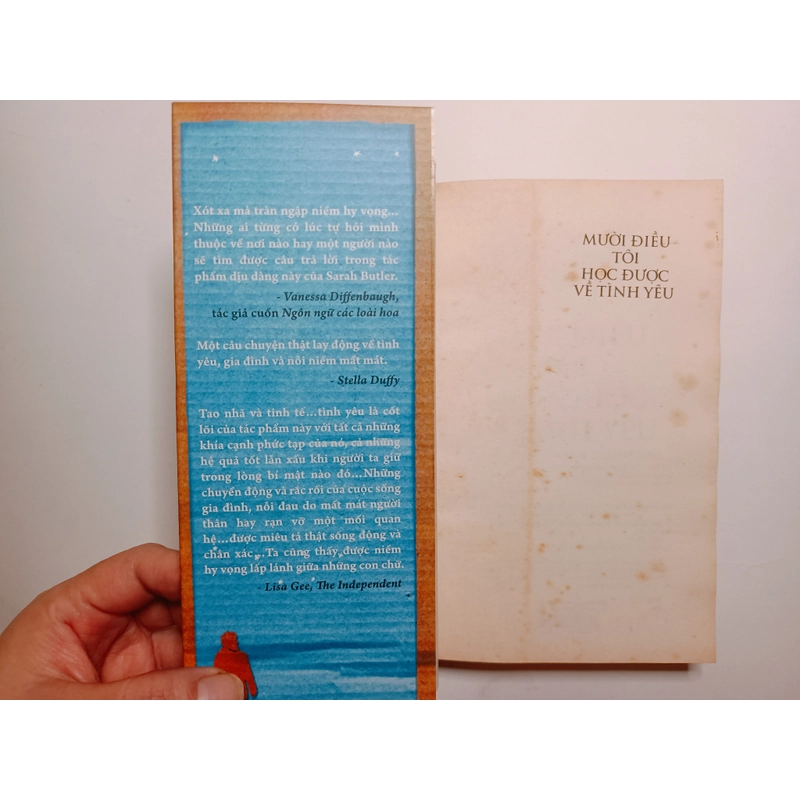 Xót xa mà tràn ngập niềm hy vọng...
Những ai từng có lúc tự hỏi mình
thuộc về nơi nào hay một người nào
sẽ tìm được câu trả lời trong tác
phẩm dịu dàng này của Sarah Butler.
- Vanessa Diffenbaugh,
tác giả cuốn Ngôn ngữ các loài hoa
Một câu chuyện thật lay động về tình
yêu, gia đình và nỗi niềm mất mát.
- Stella Duffy
Tao nhã và tinh tế...tình yêu là cốt
lõi của tác phẩm này với tất cả những
khía cạnh phức tạp của nó, cả những
hệ quả tốt lẫn xấu khi người ta giữ
trong lòng bí mật nào đó...Những
chuyển động và rắc rối của cuộc sống
gia đình, nỗi đau do mất mát người
thân hay rạn vỡ một mối quan
hệ...được miêu tả thật sống động và
chân xác...Ta cũng thấy được niềm
hy vọng lấp lánh giữa những con chữ.
- Lisa Gee, The Independent
MƯỜI ĐIỀU
TÔI
HỌC ĐƯỢC
VỀ TÌNH YÊU